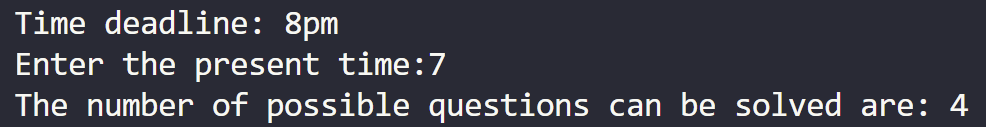 Time deadline: 8pm
Enter the present time:7
The number of possible questions can be solved are: 4